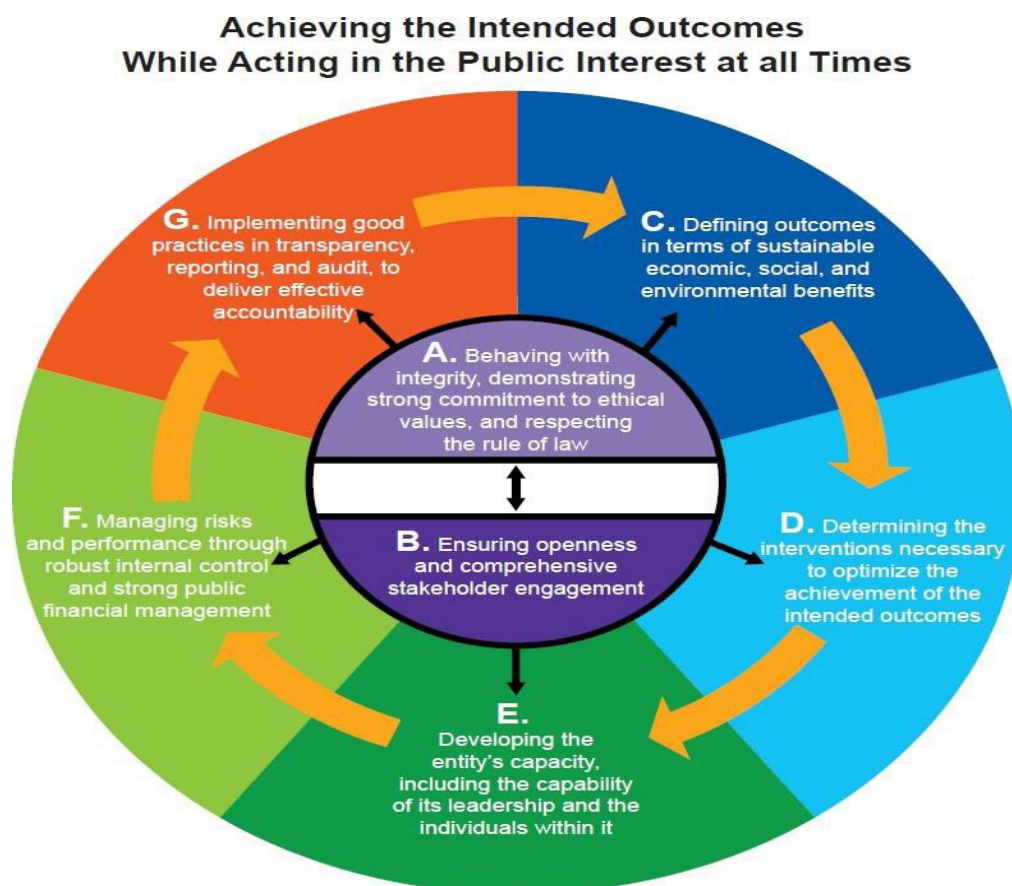 Achieving the Intended Outcomes
While Acting in the Public Interest at all Times
A. Behaving with
integrity, demonstrating
strong commitment to ethical
values, and respecting
the rule of law
B. Ensuring openness
and comprehensive
stakeholder engagement
C. Defining outcomes
in terms of sustainable
economic, social, and
environmental benefits
D. Determining the
interventions necessary
to optimize the
achievement of the
intended outcomes
E.
Developing the
entity’s capacity,
including the capability
of its leadership and the
individuals within it
F. Managing risks
and performance through
robust internal control
and strong public
financial management
G. Implementing good
practices in transparency,
reporting, and audit, to
deliver effective
accountability